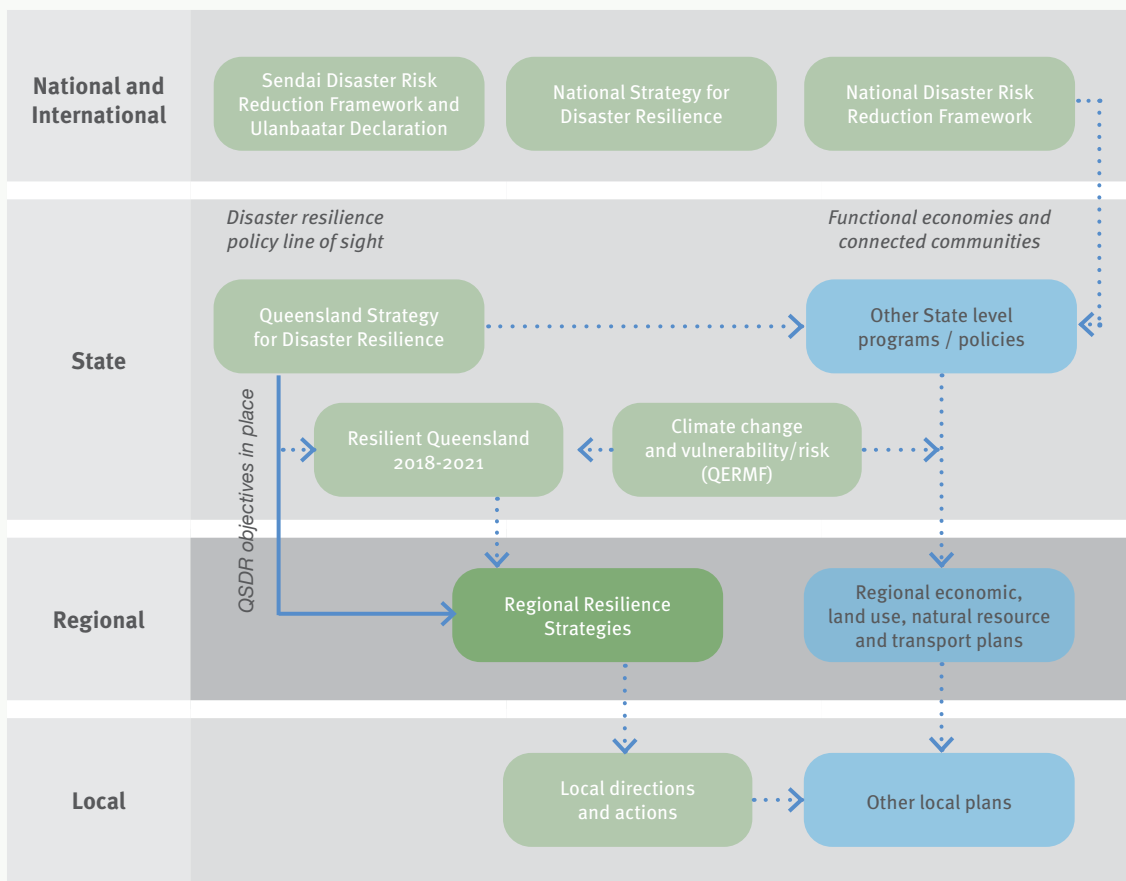 National and
International
Sendai Disaster Risk
Reduction Framework and
Ulanbaatar Declaration
National Strategy for
Disaster Resilience
National Disaster Risk
Reduction Framework
State
Disaster resilience
policy line of sight
Functional economies and
connected communities
Queensland Strategy
for Disaster Resilience
Other State level
programs / policies
QSDR objectives in place
Resilient Queensland
2018-2021
Climate change
and vulnerability/risk
(QERMF)
Regional
Regional Resilience
Strategies
Regional economic,
land use, natural resource
and transport plans
Local
Local directions
and actions
Other local plans